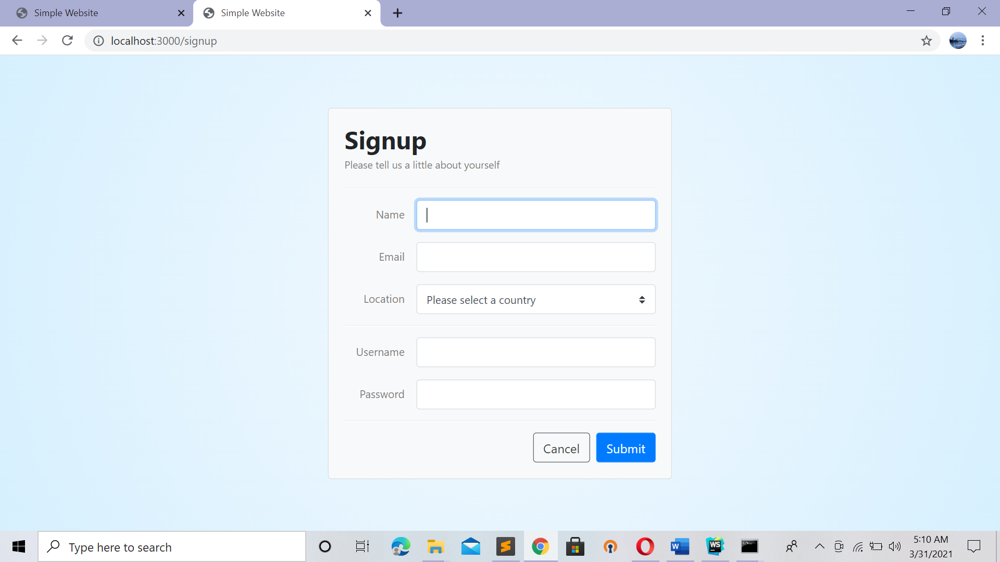 Simple Website
Simple Website
localhost:3000/signup
Signup
Please tell us a little about yourself
Name
Email
Location
Please select a country
Username
Password
Cancel
Submit
Type here to search
W
WS
C:\_
5:10 AM
3/31/2021